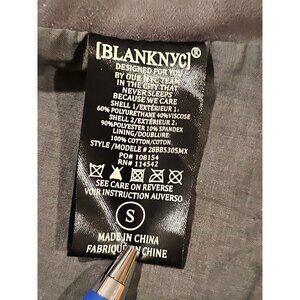 [BLANKNYC]®
DESIGNED FOR YOU
BY OUR NYC TEAM
IN THE CITY THAT
NEVER SLEEPS
BECAUSE WE CARE
SHELL 1/EXTÉRIEUR 1:
60% POLYURETHANE 40%VISCOSE
SHELL 2/EXTÉRIEUR 2:
90%POLYESTER 10% SPANDEX
LINING/DOUBLURE:
100% COTTON/COTON
STYLE /MODELE # 28BB5305MX
PO# 108154
RN# 114542
SEE CARE ON REVERSE
VOIR INSTRUCTION AUVERSO
S
MADE IN CHINA
FABRIQUE EN CHINE